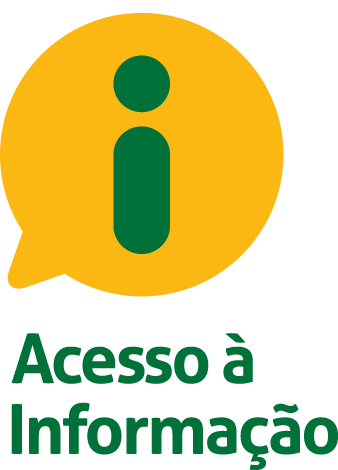 i
Acesso à
Informação